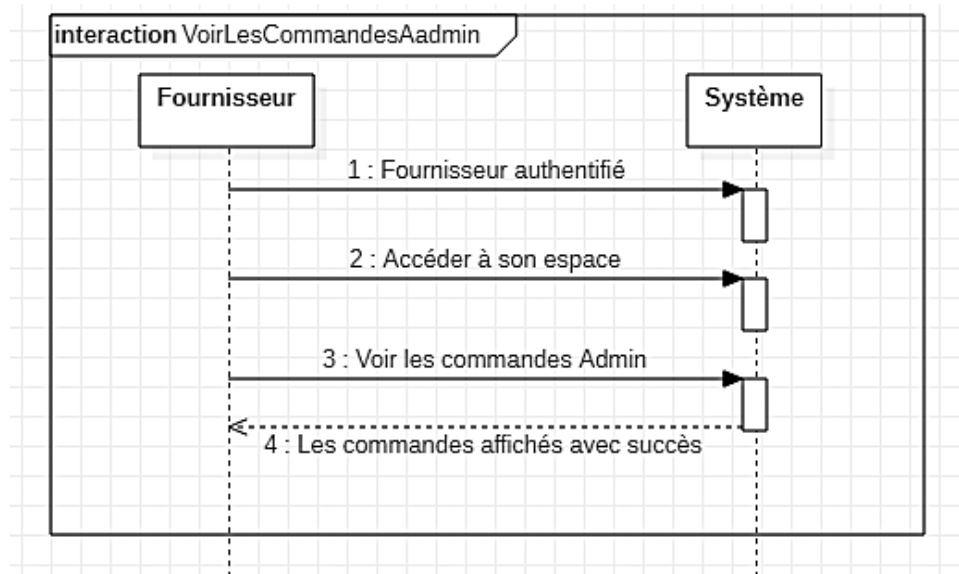 interaction VoirLesCommandesAadmin
Fournisseur
Système
1 : Fournisseur authentifié
2 : Accéder à son espace
3 : Voir les commandes Admin
4 : Les commandes affichés avec succès